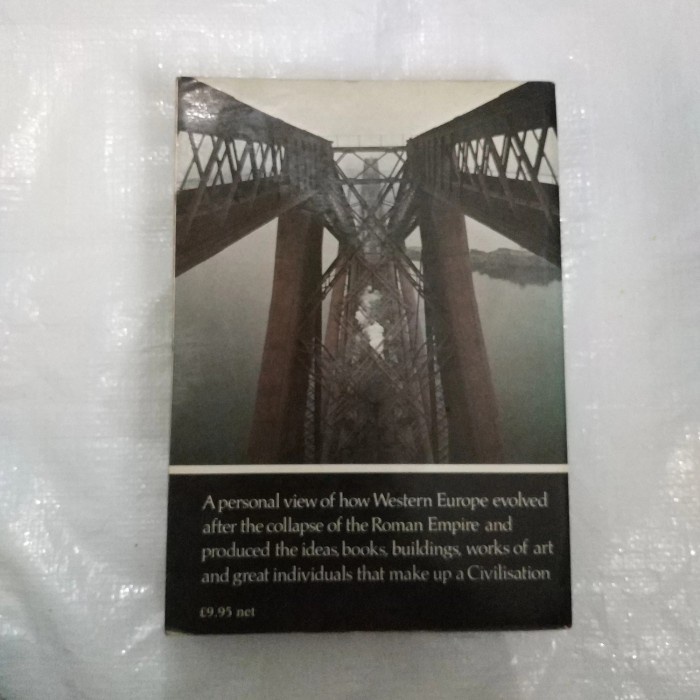 A personal view of how Western Europe evolved
after the collapse of the Roman Empire and
produced the ideas, books, buildings, works of art
and great individuals that make up a Civilisation
£9.95 net